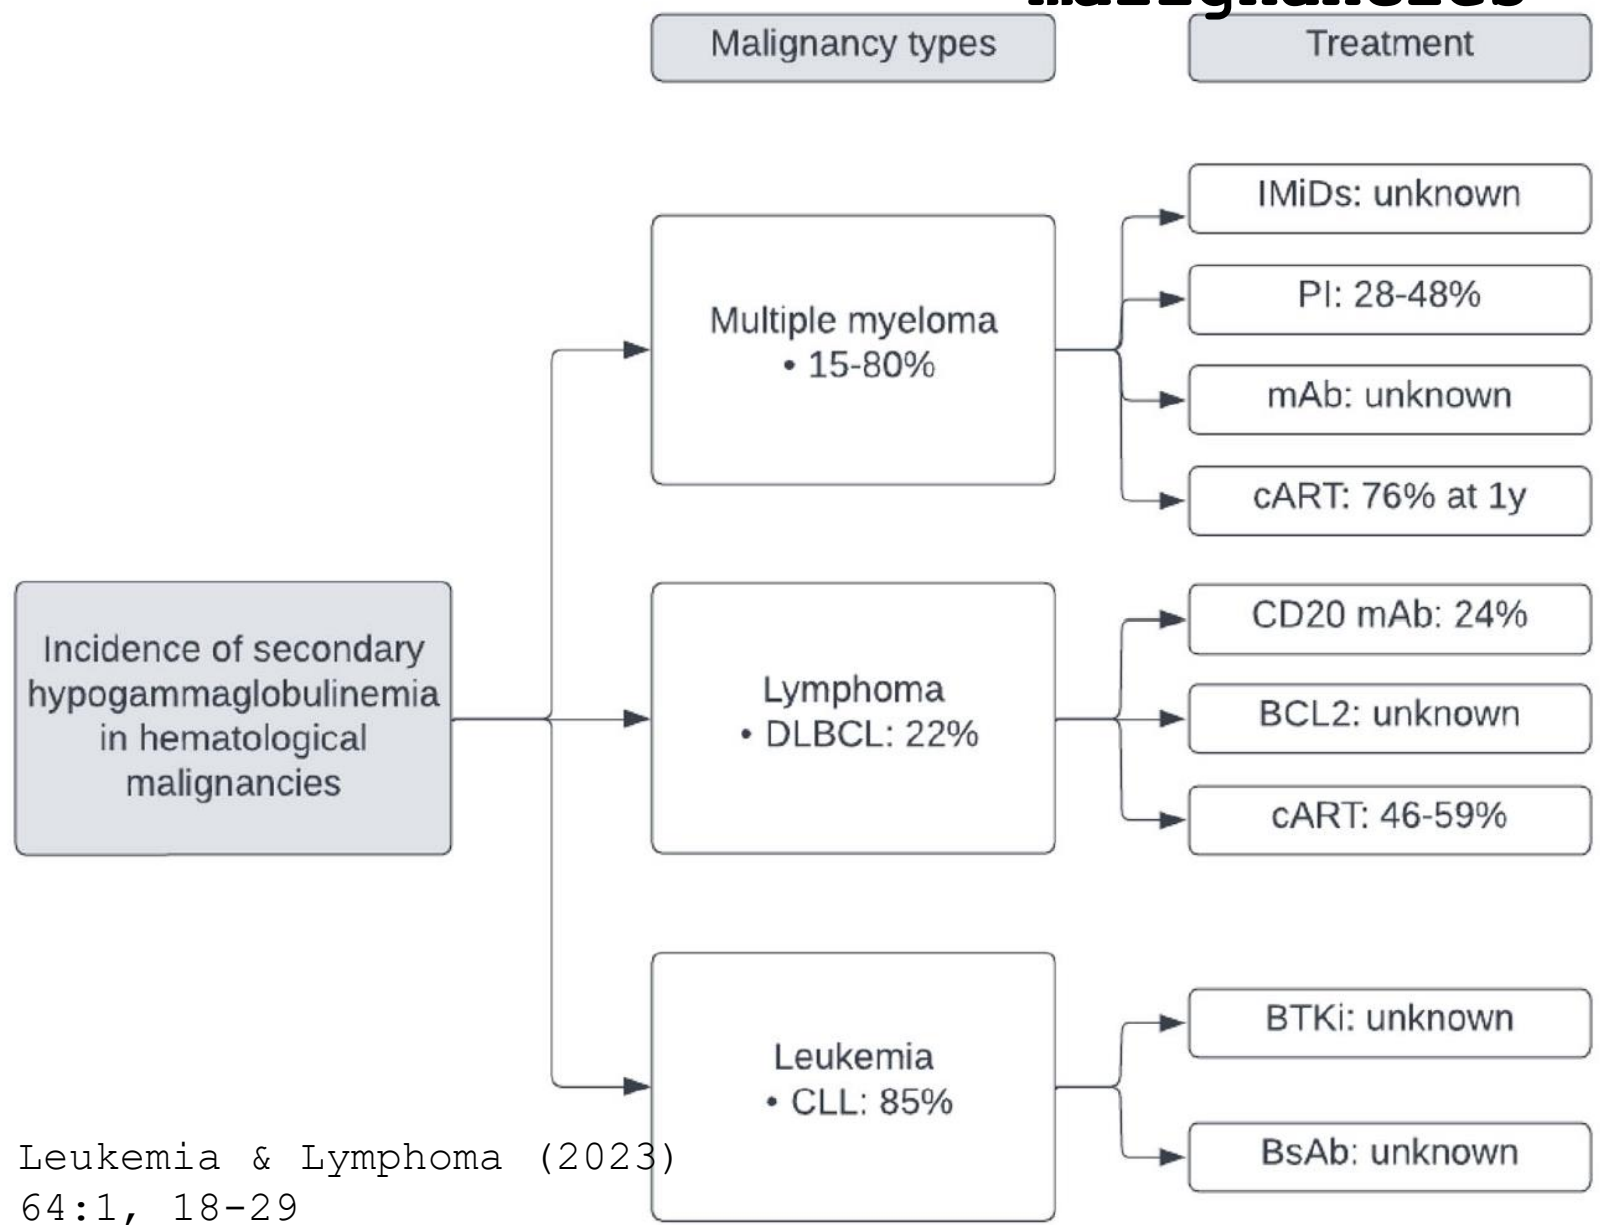 malignancies
Malignancy types
Treatment
IMiDs: unknown
PI: 28-48%
Multiple myeloma
• 15-80%
mAb: unknown
cART: 76% at 1y
Incidence of secondary
hypogammaglobulinemia
in hematological
malignancies
Lymphoma
• DLBCL: 22%
CD20 mAb: 24%
BCL2: unknown
cART: 46-59%
Leukemia
• CLL: 85%
BTKi: unknown
BsAb: unknown
Leukemia & Lymphoma (2023)
64:1, 18-29